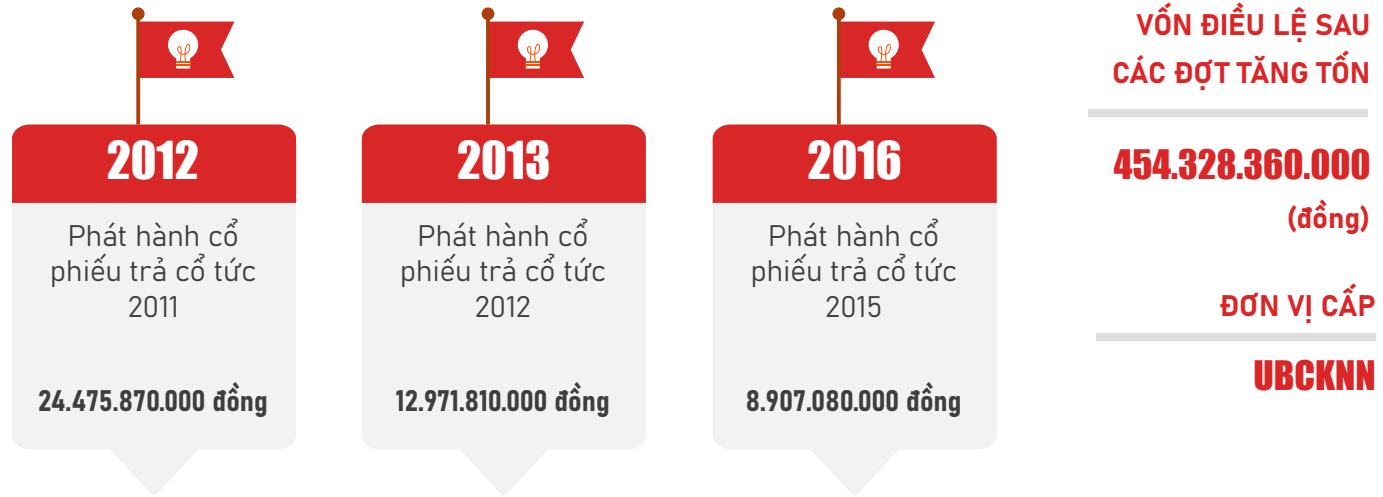 2012
Phát hành cổ
phiếu trả cổ tức
2011
24.475.870.000 đồng
2013
Phát hành cổ
phiếu trả cổ tức
2012
12.971.810.000 đồng
2016
Phát hành cổ
phiếu trả cổ tức
2015
8.907.080.000 đồng
VỐN ĐIỀU LỆ SAU
CÁC ĐỢT TĂNG TỐN
454.328.360.000
(đồng)
ĐƠN VỊ CẤP
UBCKNN